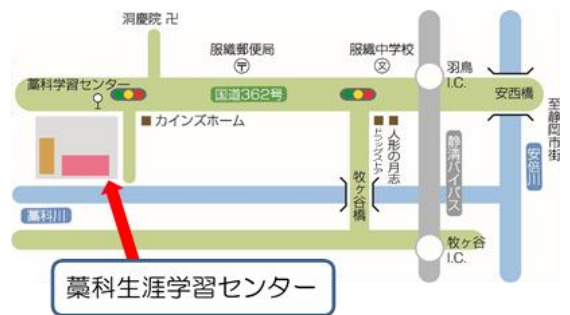 洞慶院 卍
服織郵便局
〒
服織中学校
文
羽鳥
I.C.
藁科学習センター
国道362号
安西橋
至静岡市街
カインズホーム
人形の月志
ドラッグストア
静清バイパス
安倍川
牧ヶ谷橋
藁科川
牧ヶ谷
I.C.
藁科生涯学習センター